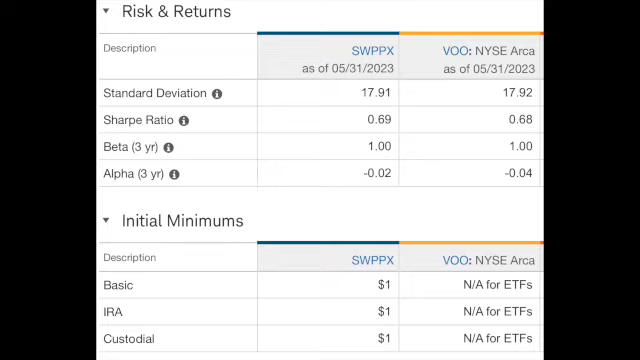 Risk & Returns
Description SWPPX VOO: NYSE Arca
as of 05/31/2023 as of 05/31/2023
Standard Deviation 17.91 17.92
Sharpe Ratio 0.69 0.68
Beta (3 yr) 1.00 1.00
Alpha (3 yr) -0.02 -0.04
Initial Minimums
Description SWPPX VOO: NYSE Arca
Basic $1 N/A for ETFs
IRA $1 N/A for ETFs
Custodial $1 N/A for ETFs